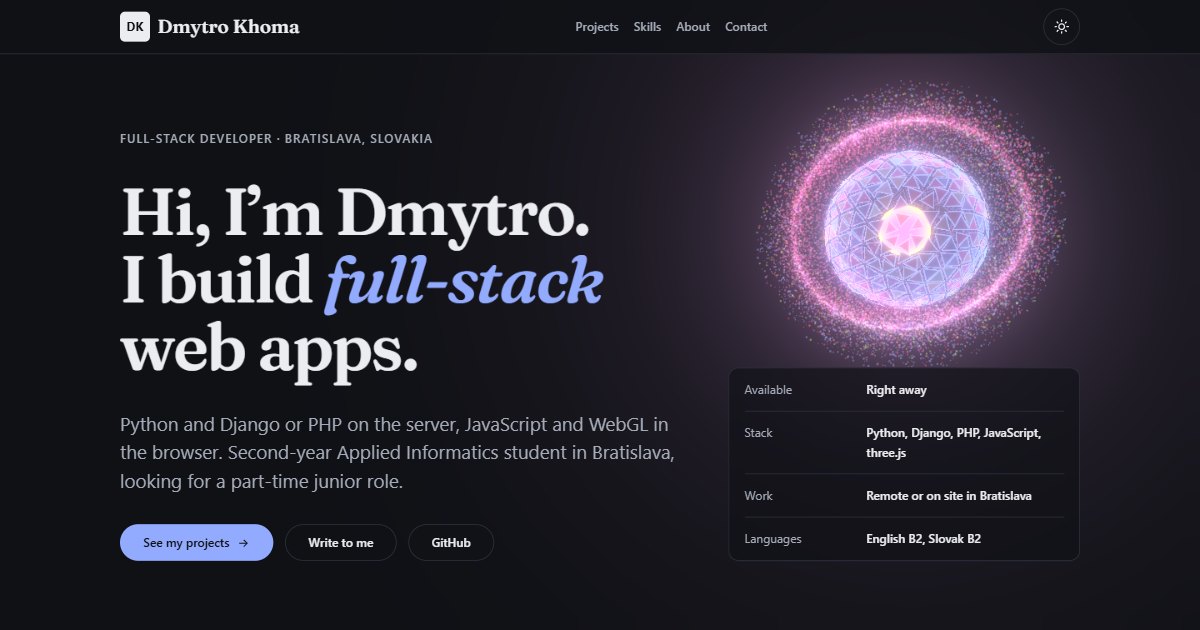 DK Dmytro Khoma
Projects Skills About Contact
FULL-STACK DEVELOPER · BRATISLAVA, SLOVAKIA
Hi, I’m Dmytro.
I build full-stack
web apps.
Python and Django or PHP on the server, JavaScript and WebGL in
the browser. Second-year Applied Informatics student in Bratislava,
looking for a part-time junior role.
See my projects →
Write to me
GitHub
Available Right away
Stack Python, Django, PHP, JavaScript,
three.js
Work Remote or on site in Bratislava
Languages English B2, Slovak B2